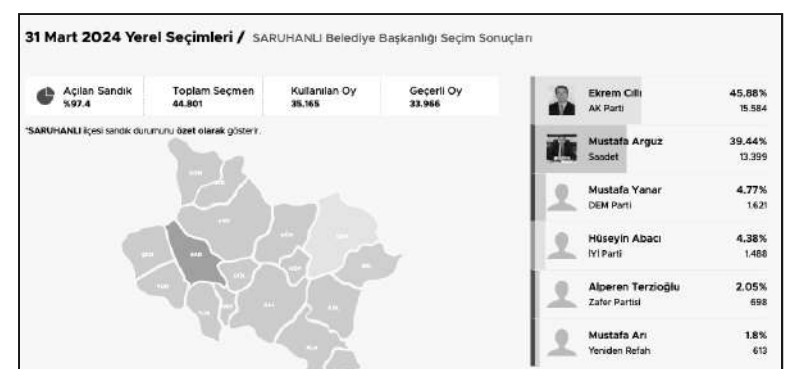 31 Mart 2024 Yerel Seçimleri / SARUHANLI Belediye Başkanlığı Seçim Sonuçları
Açılan Sandık
%97.4
Toplam Seçmen
44.801
Kullanılan Oy
35.165
Geçerli Oy
33.966
*SARUHANLI ilçesi sandık durumunu özet olarak gösterir.
Ekrem Cıllı 45,88%
AK Parti 15.584
Mustafa Arguz 39,44%
Saadet 13.399
Mustafa Yanar 4,77%
DEM Parti 1.621
Hüseyin Abacı 4,38%
İYİ Parti 1.488
Alperen Terzioğlu 2,05%
Zafer Partisi 698
Mustafa Arı 1.8%
Yeniden Refah 613